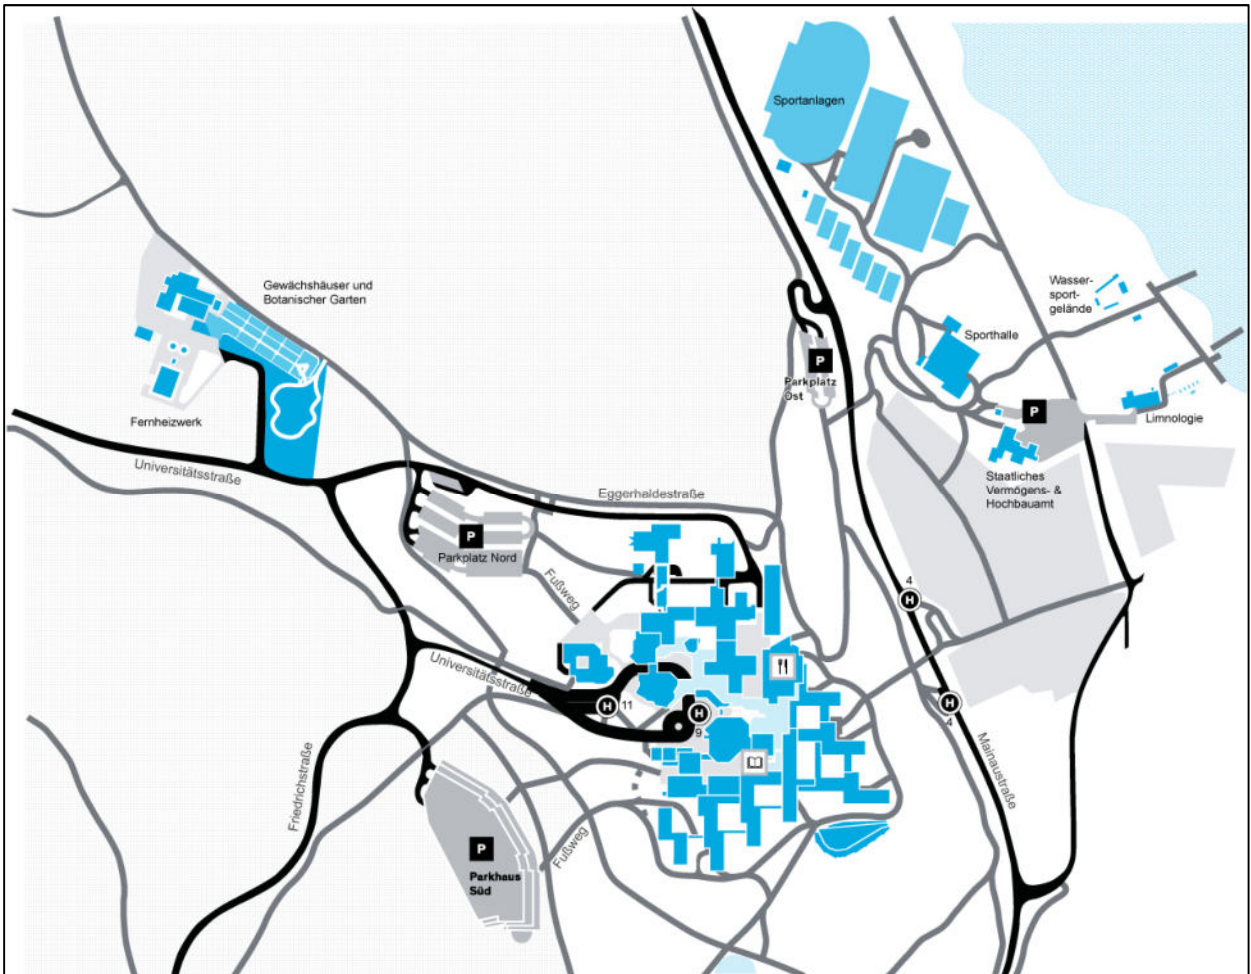 Sportanlagen
Gewächshäuser und
Botanischer Garten
Wasser-
sport-
gelände
Sporthalle
P
Parkplatz
Ost
P
Limnologie
Fernheizwerk
Universitätsstraße
Staatliches
Vermögens- &
Hochbauamt
Eggerhaldestraße
P
Parkplatz Nord
Fußweg
4
H
Universitätsstraße
H
11
H
9
H
4
Mainaustraße
Friedrichstraße
Fußweg
P
Parkhaus
Süd